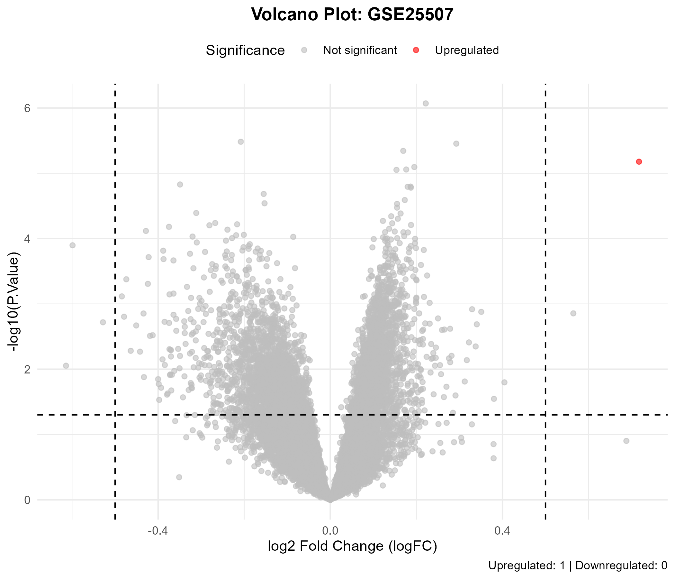 Volcano Plot: GSE25507
Significance Not significant Upregulated
-log10(P.Value)
6
4
2
0
-0.4 0.0 0.4
log2 Fold Change (logFC)
Upregulated: 1 | Downregulated: 0